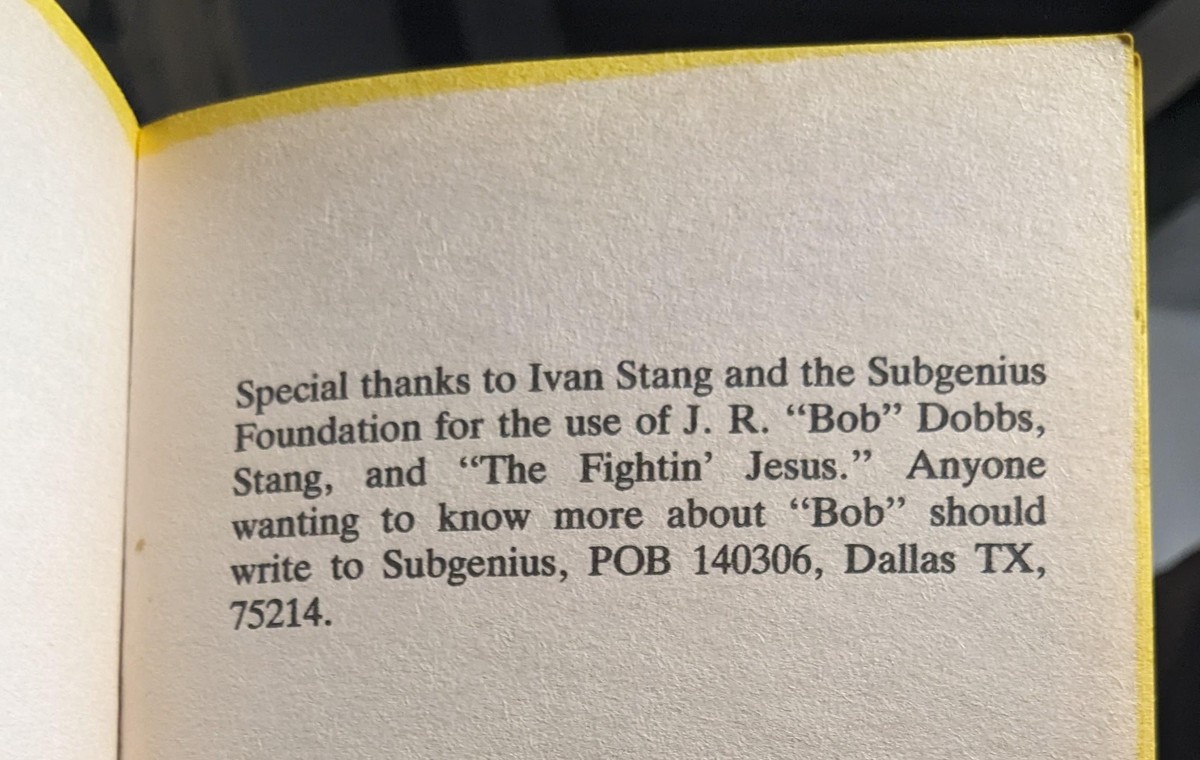 Special thanks to Ivan Stang and the Subgenius
Foundation for the use of J. R. “Bob” Dobbs,
Stang, and “The Fightin’ Jesus.” Anyone
wanting to know more about “Bob” should
write to Subgenius, POB 140306, Dallas TX,
75214.